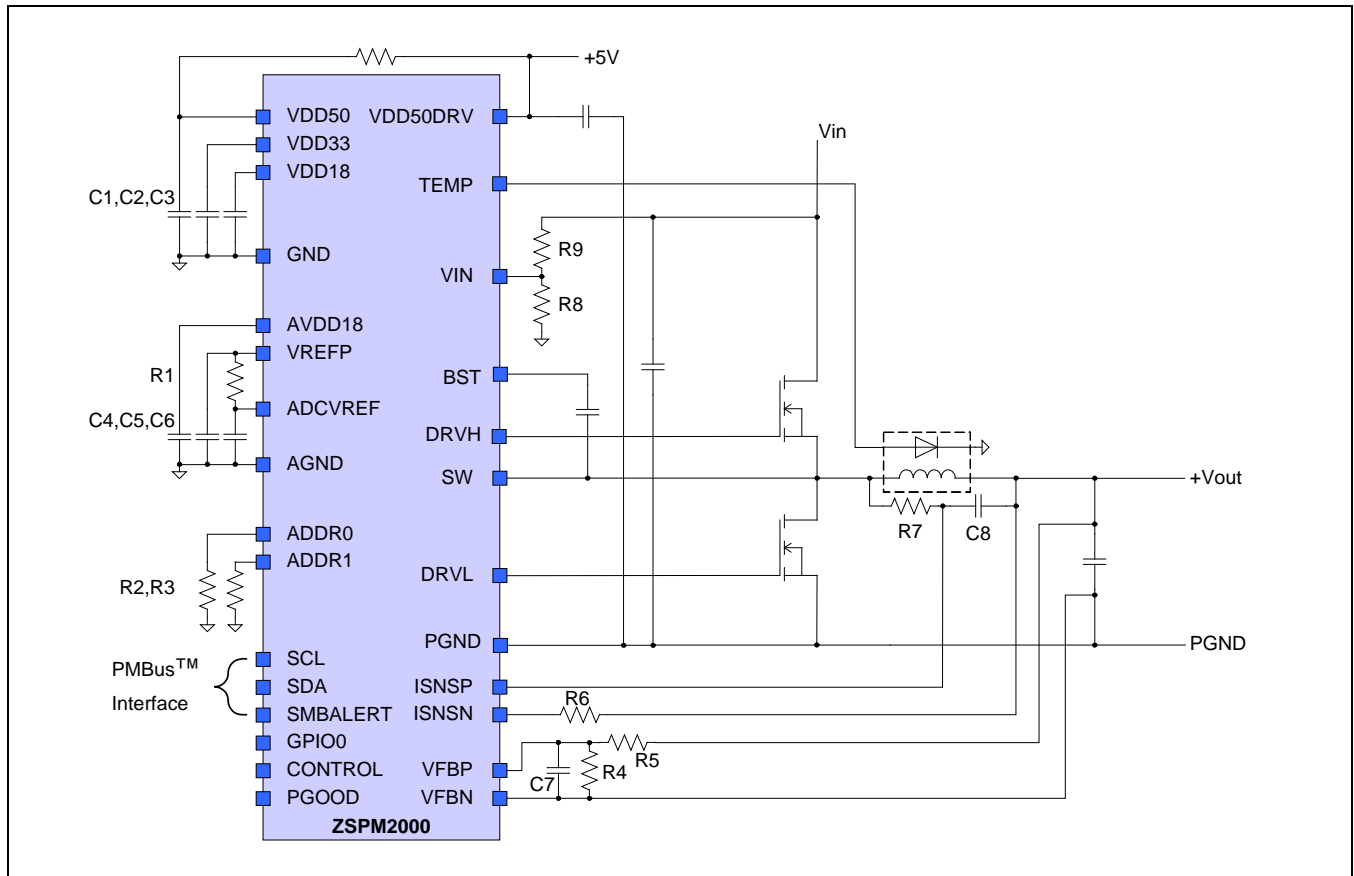 +5V
VDD50 VDD50DRV
VDD33
Vin
VDD18
TEMP
C1,C2,C3
R9
GND
VIN
R8
AVDD18
VREFP
R1
BST
ADCVREF
C4,C5,C6
DRVH
AGND
SW
+Vout
R7
C8
ADDR0
ADDR1
DRVL
R2,R3
PGND
PGND
SCL
PMBus™
SDA
ISNSP
Interface
R6
SMBALERT ISNSN
GPIO0
R5
CONTROL
VFBP
C7
R4
PGOOD
VFBN
ZSPM2000